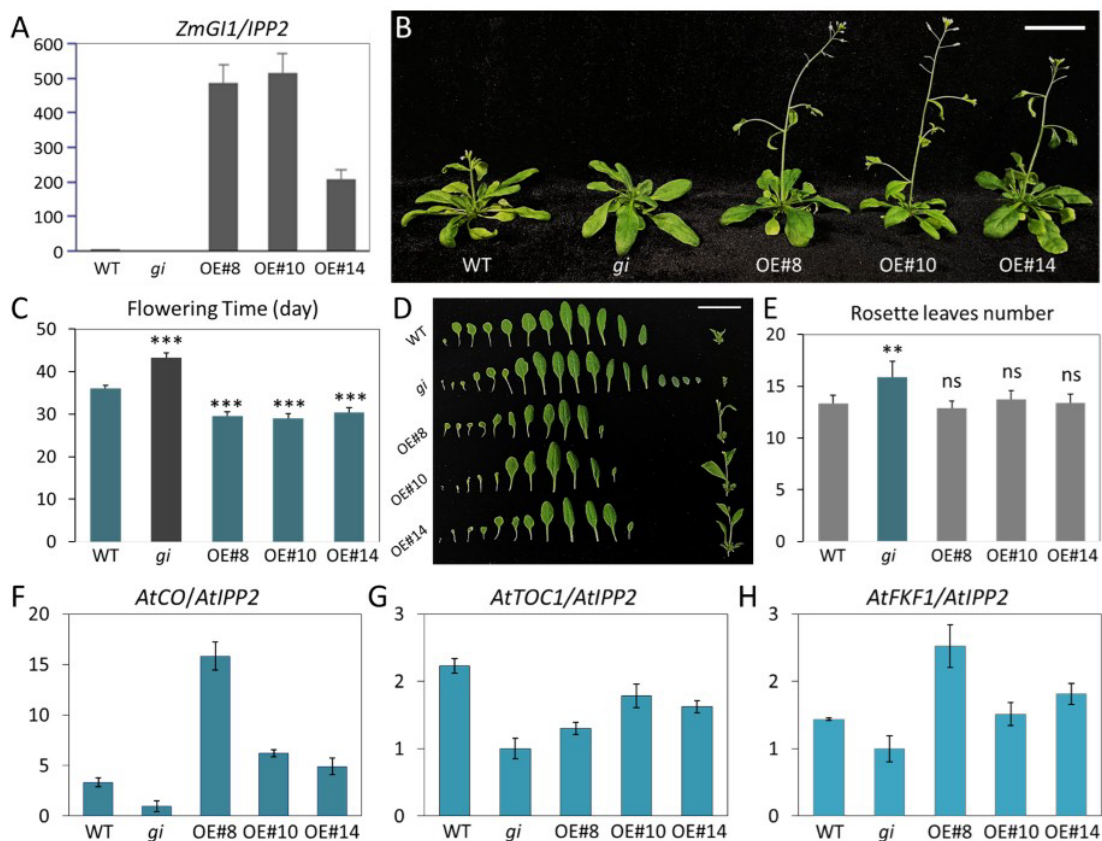 A
ZmGI1/IPP2
600
500
400
300
200
100
0
WT gi OE#8 OE#10 OE#14
B
WT gi OE#8 OE#10 OE#14
C
Flowering Time (day)
50
40
30
20
10
0
***
***
***
***
WT gi OE#8 OE#10 OE#14
D
WT
gi
OE#8
OE#10
OE#14
E
Rosette leaves number
20
15
10
5
0
**
ns
ns
ns
WT gi OE#8 OE#10 OE#14
F
AtCO/AtIPP2
20
15
10
5
0
WT gi OE#8 OE#10 OE#14
G
AtTOC1/AtIPP2
3
2
1
0
WT gi OE#8 OE#10 OE#14
H
AtFKF1/AtIPP2
3
2
1
0
WT gi OE#8 OE#10 OE#14